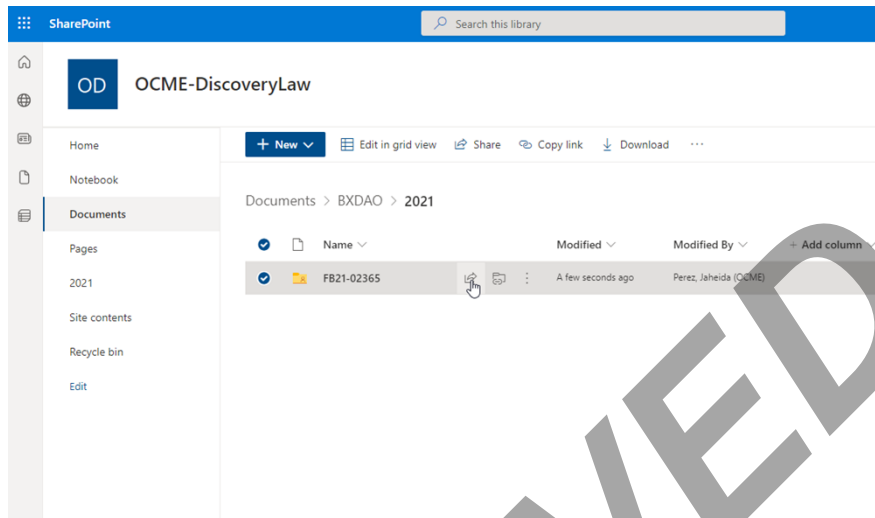 SharePoint
Search this library
OD
OCME-DiscoveryLaw
Home
Notebook
Documents
Pages
2021
Site contents
Recycle bin
Edit
+ New
Edit in grid view
Share
Copy link
Download
···
Documents > BXDAO > 2021
Name Modified Modified By + Add column
FB21-02365 A few seconds ago Perez, Jaheida (OCME)
VED